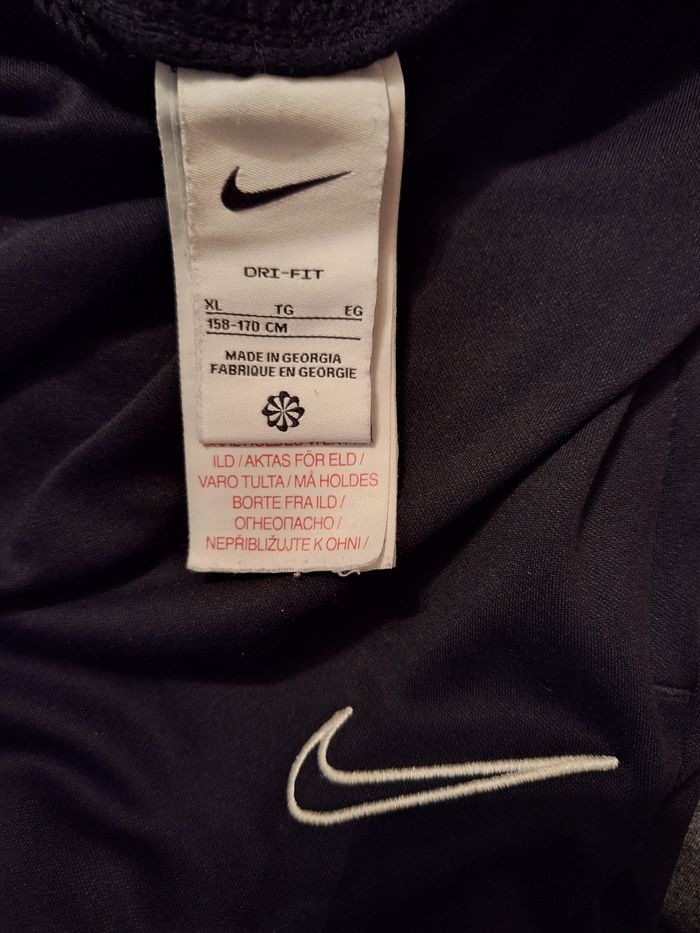 DRI-FIT
XL TG EG
158-170 CM
MADE IN GEORGIA
FABRIQUE EN GEORGIE
ILD / AKTAS FÖR ELD /
VARO TULTA / MÅ HOLDES
BORTE FRA ILD /
ОГНЕОПАСНО /
NEPŘIBLIŽUJTE K OHNI /